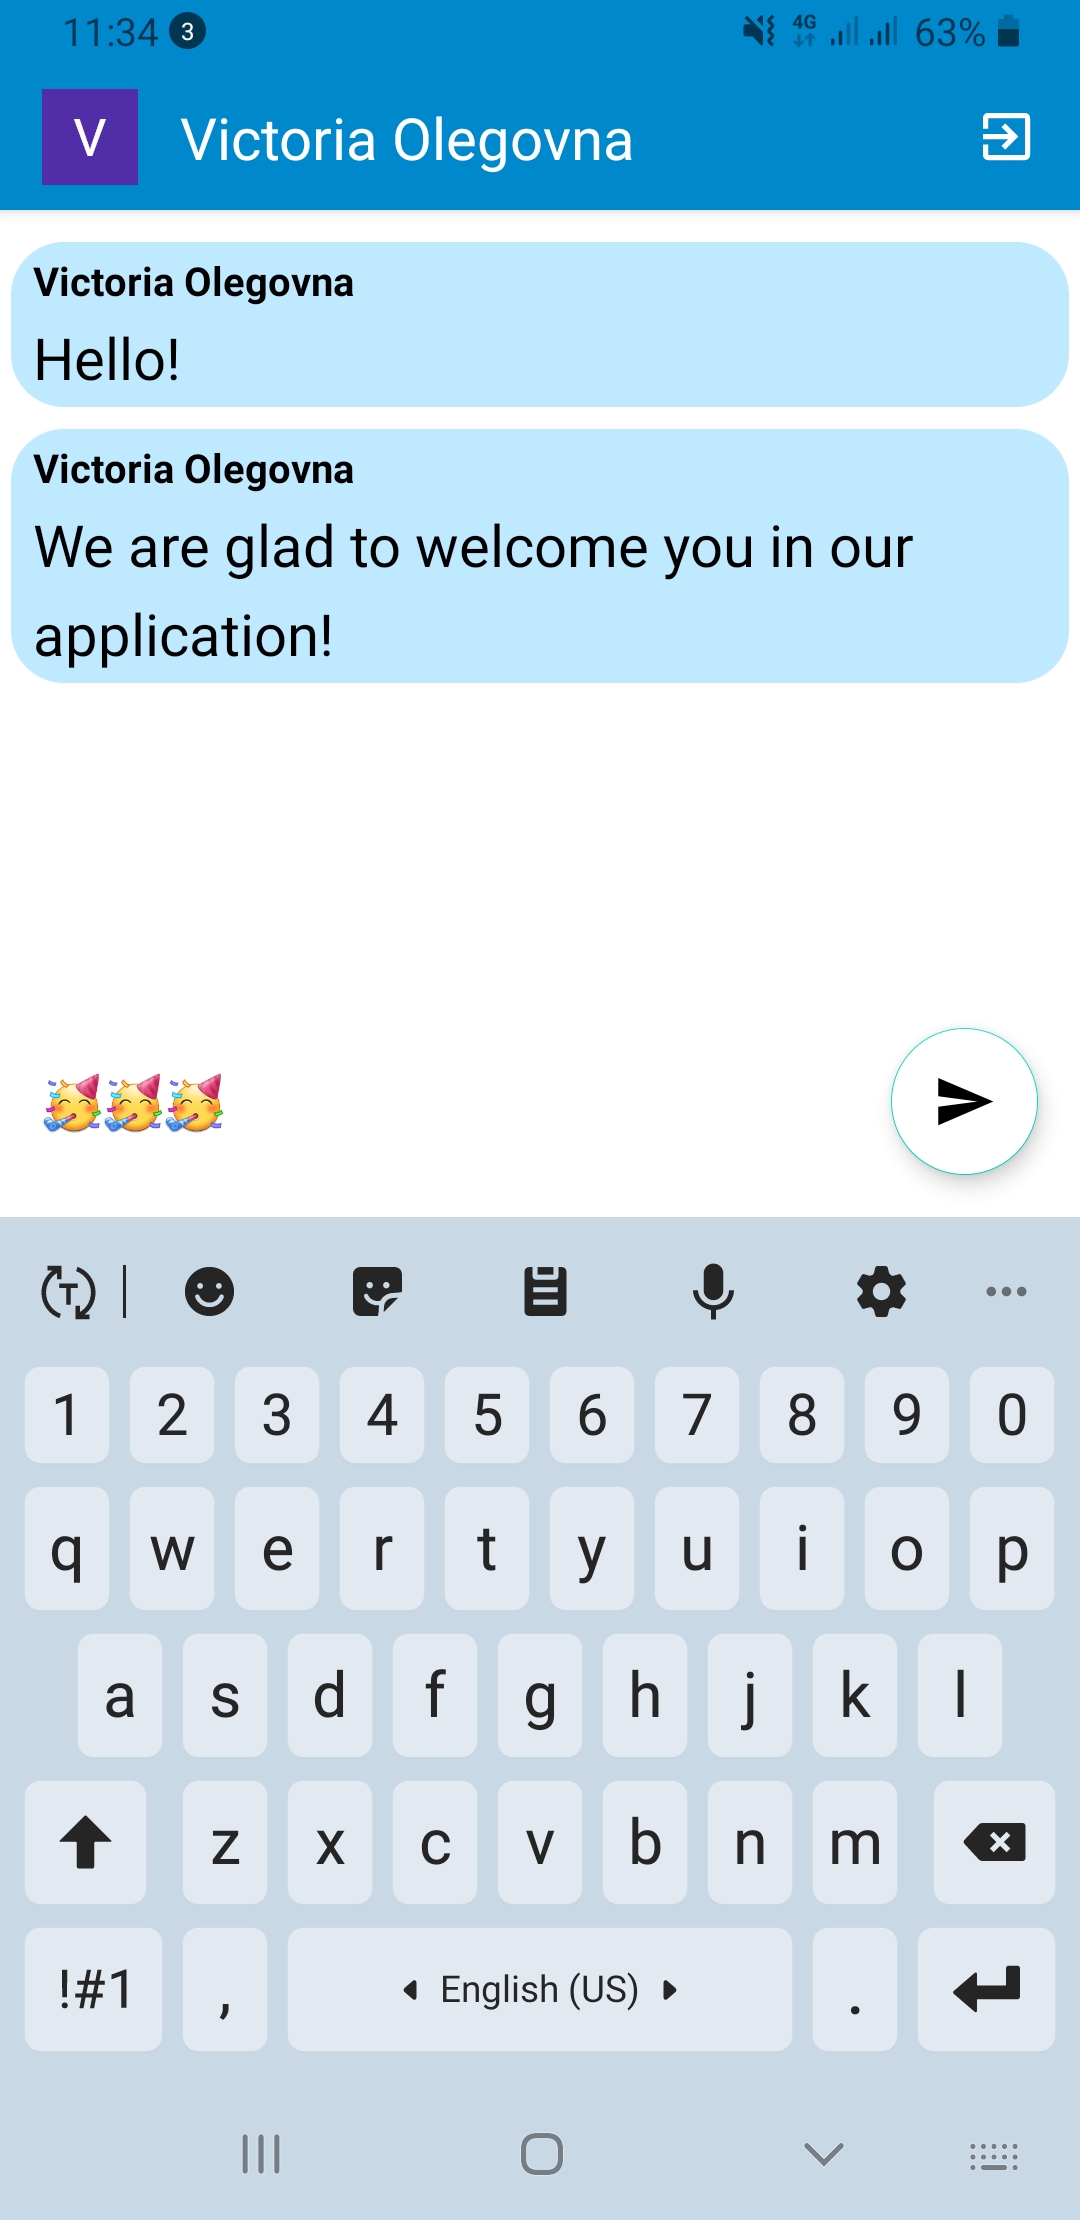 11:34 3 4G 63%
V Victoria Olegovna
Victoria Olegovna
Hello!
Victoria Olegovna
We are glad to welcome you in our
application!
🥳🥳🥳
T
1 2 3 4 5 6 7 8 9 0
q w e r t y u i o p
a s d f g h j k l
z x c v b n m
!#1 , English (US) .